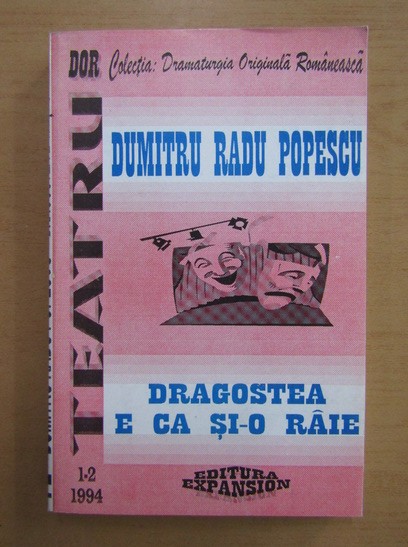 DOR Colecția: Dramaturgia Originală Românească
TEATRU
DUMITRU RADU POPESCU
DRAGOSTEA
E CA ȘI-O RÂIE
1-2
1994
EDITURA
EXPANSION